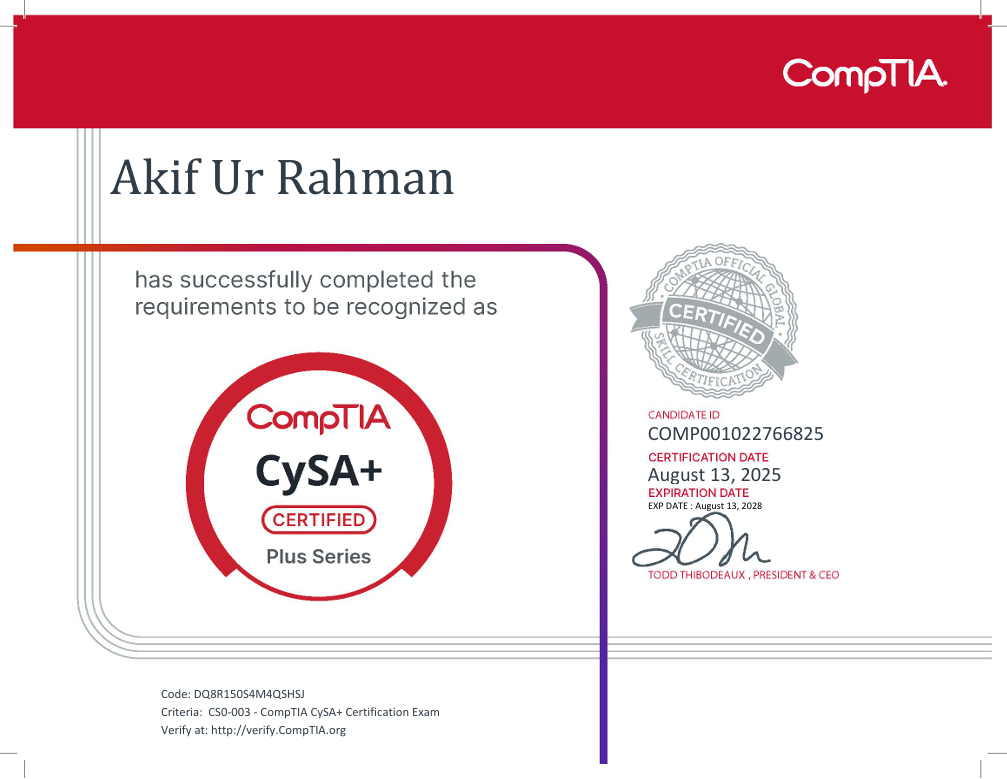 CompTIA.
Akif Ur Rahman
has successfully completed the
requirements to be recognized as
COMPTIA OFFICIAL GLOBAL
CERTIFIED
SKILL CERTIFICATION
CompTIA
CySA+
CERTIFIED
Plus Series
CANDIDATE ID
COMP001022766825
CERTIFICATION DATE
August 13, 2025
EXPIRATION DATE
EXP DATE : August 13, 2028
TODD THIBODEAUX , PRESIDENT & CEO
Code: DQ8R150S4M4QSHSJ
Criteria:  CS0-003 - CompTIA CySA+ Certification Exam
Verify at: http://verify.CompTIA.org